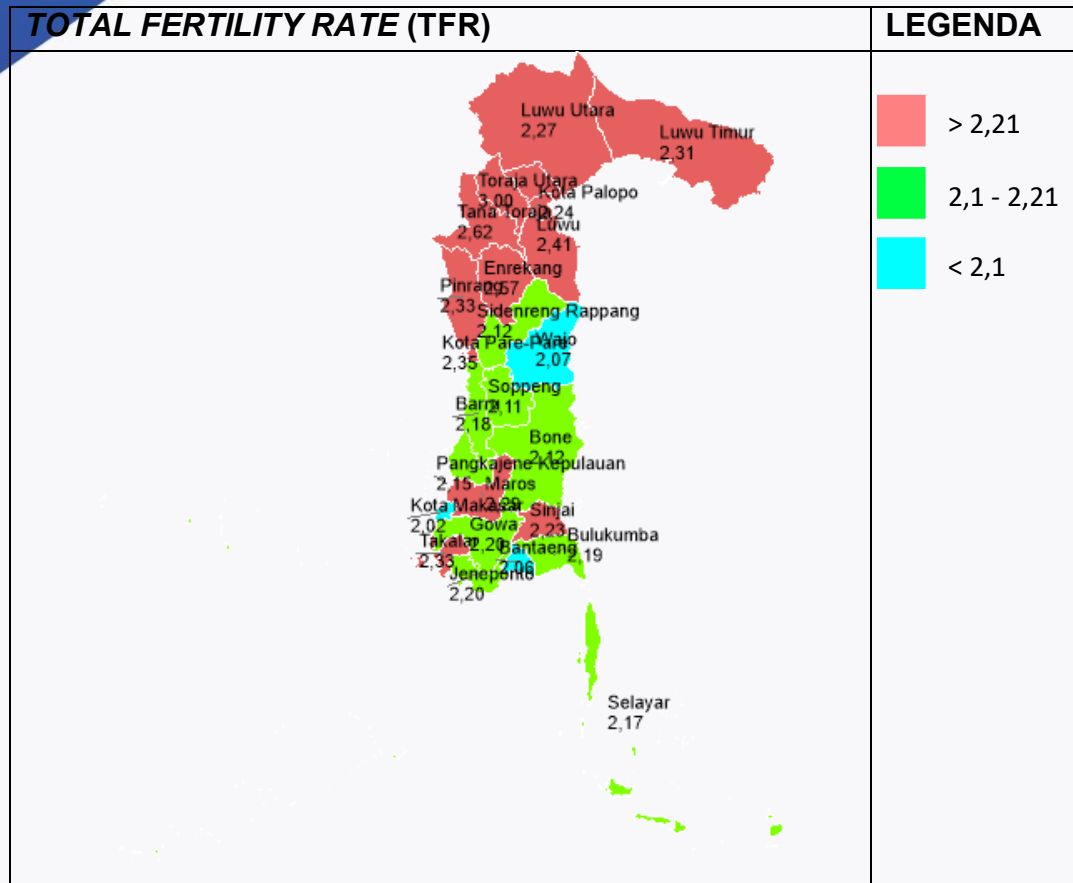 TOTAL FERTILITY RATE (TFR)
LEGENDA
> 2,21
2,1 - 2,21
< 2,1
Luwu Utara
2,27
Luwu Timur
2,31
Toraja Utara
3,00
Kota Palopo
2,24
Tana Toraja
2,62
Luwu
2,41
Enrekang
Pinrang
2,33
Sidenreng Rappang
2,12
Kota Pare-Pare
2,35
Wajo
2,07
Soppeng
2,11
Barru
2,18
Bone
2,12
Pangkajene Kepulauan
2,15
Maros
Kota Makasar
2,02
Sinjai
2,23
Gowa
2,20
Bulukumba
2,19
Takalar
2,33
Bantaeng
2,06
Jeneponto
2,20
Selayar
2,17